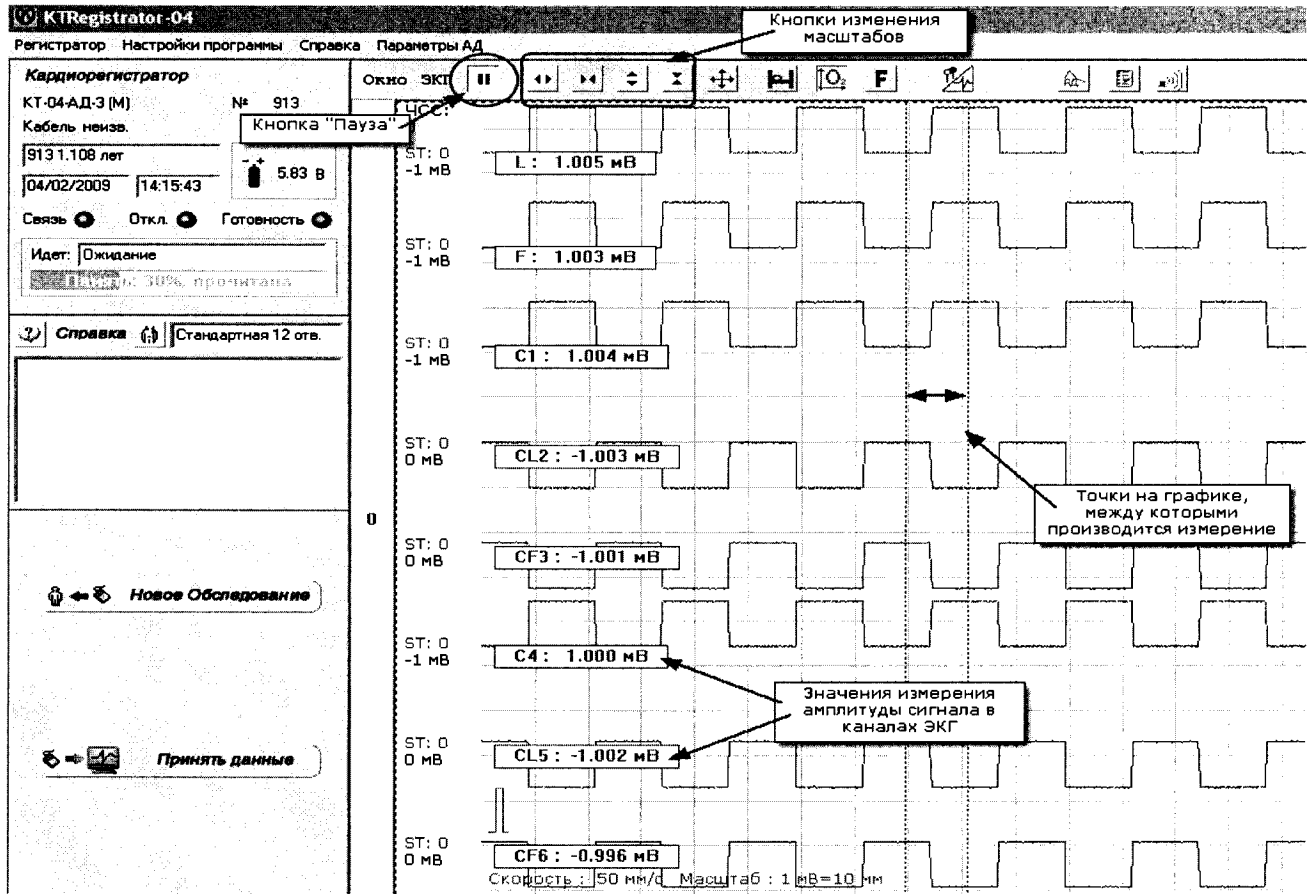 KTRegistrator-04
Регистратор Настройки программы Справка Параметры АД
Кнопки изменения
масштабов
Кардиорегистратор
КТ-04-АД-3 (М) № 913
Кабель неизв.
913 1.108 лет
04/02/2009 14:15:43
5.83 В
Связь Откл. Готовность
Идет: Ожидание
Память: 30% прочитана
Справка Стандартная 12 отв.
Новое Обследование
Принять данные
Окно ЭКГ
F
Кнопка "Пауза"
ЧСС:
0
ST: 0
-1 мВ
L: 1.005 мВ
ST: 0
-1 мВ
F: 1.003 мВ
ST: 0
-1 мВ
C1: 1.004 мВ
ST: 0
0 мВ
CL2: -1.003 мВ
Точки на графике,
между которыми
производится измерение
ST: 0
0 мВ
CF3: -1.001 мВ
ST: 0
-1 мВ
C4: 1.000 мВ
Значения измерения
амплитуды сигнала в
каналах ЭКГ
ST: 0
0 мВ
CL5: -1.002 мВ
ST: 0
0 мВ
CF6: -0.996 мВ
Скорость: 50 мм/с Масштаб: 1 мВ=10 мм